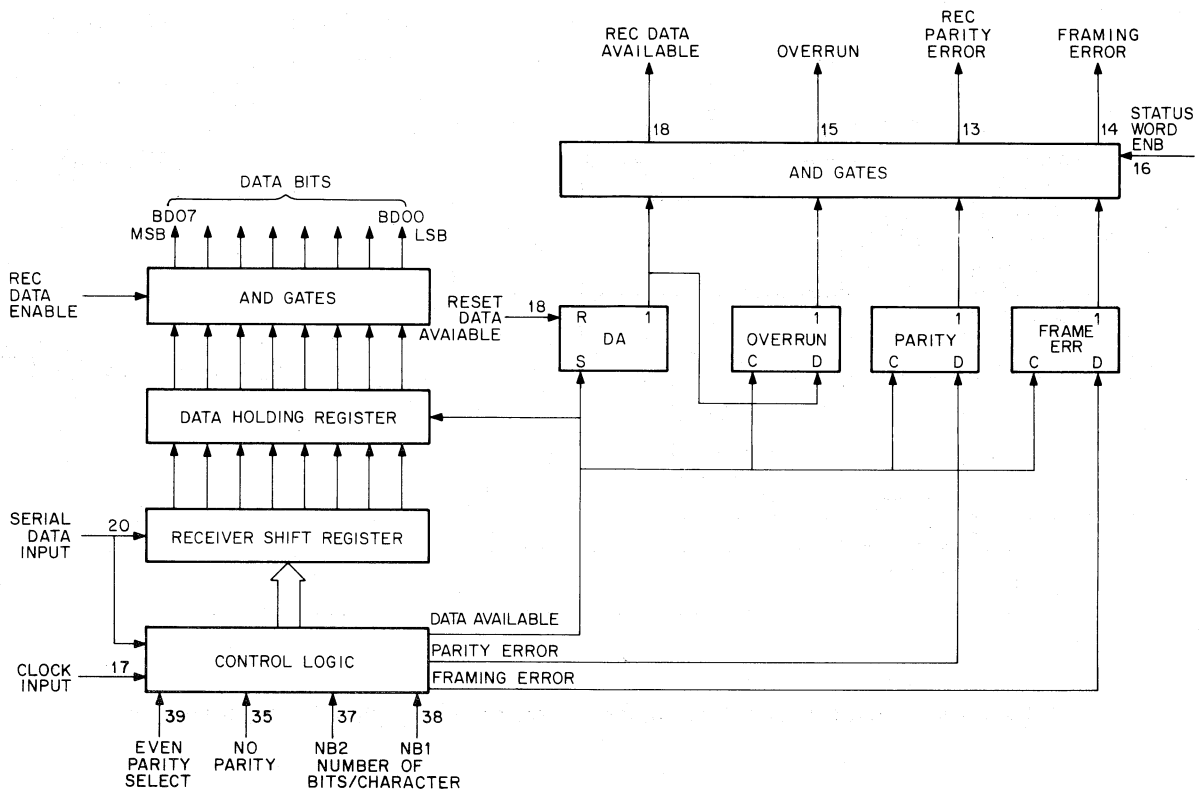 REC DATA
AVAILABLE
OVERRUN
REC
PARITY
ERROR
FRAMING
ERROR
18
15
13
14
STATUS
WORD
ENB
16
AND GATES
DATA BITS
BD07
MSB
BD00
LSB
REC
DATA
ENABLE
AND GATES
RESET
DATA
AVAIABLE
18
R 1
DA
S
1
OVERRUN
C D
1
PARITY
C D
1
FRAME
ERR
C D
DATA HOLDING REGISTER
SERIAL
DATA
INPUT
20
RECEIVER SHIFT REGISTER
DATA AVAILABLE
PARITY ERROR
FRAMING ERROR
CONTROL LOGIC
CLOCK
INPUT
17
39
35
37
38
EVEN
PARITY
SELECT
NO
PARITY
NB2 NB1
NUMBER OF
BITS/CHARACTER